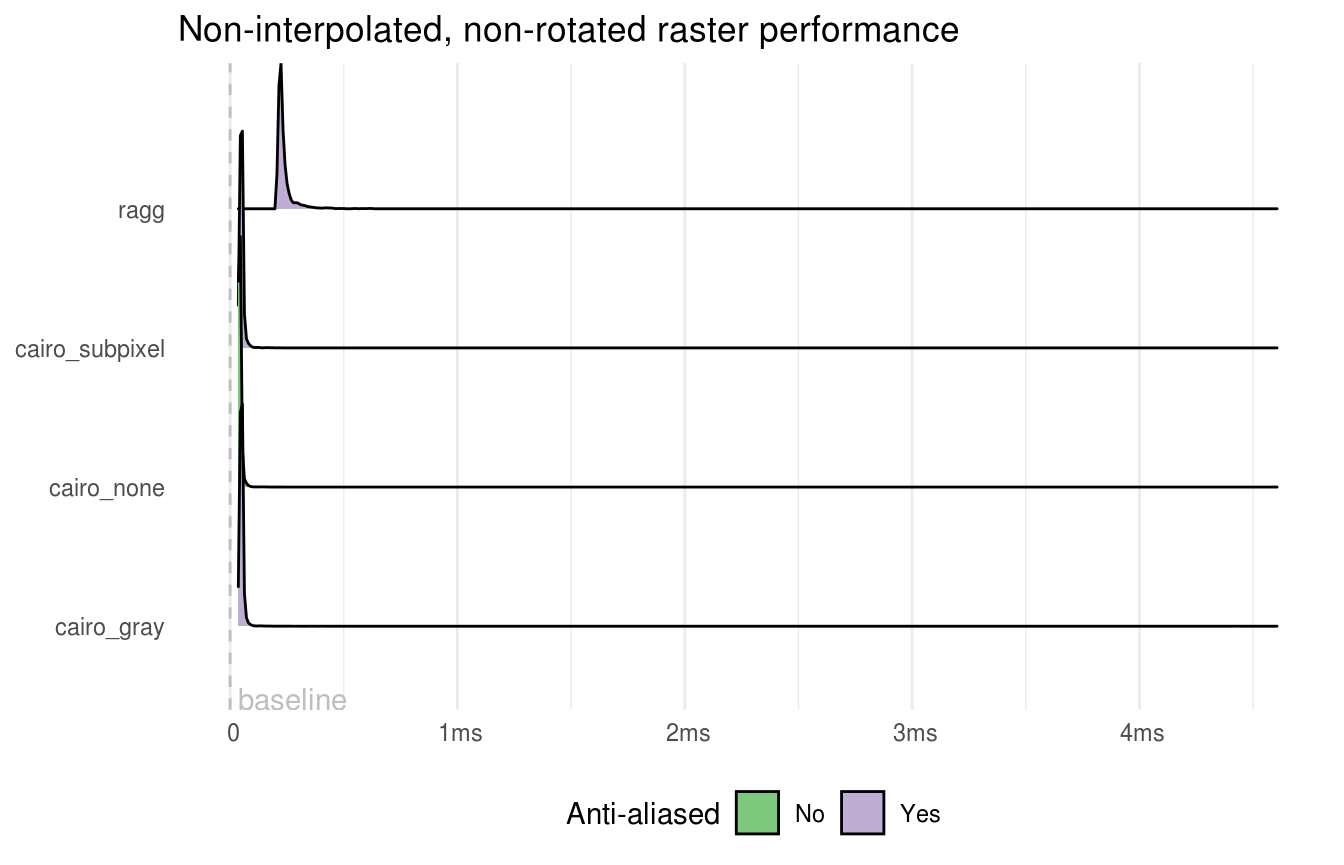 Non-interpolated, non-rotated raster performance
ragg
cairo_subpixel
cairo_none
cairo_gray
baseline
0 1ms 2ms 3ms 4ms
Anti-aliased No Yes